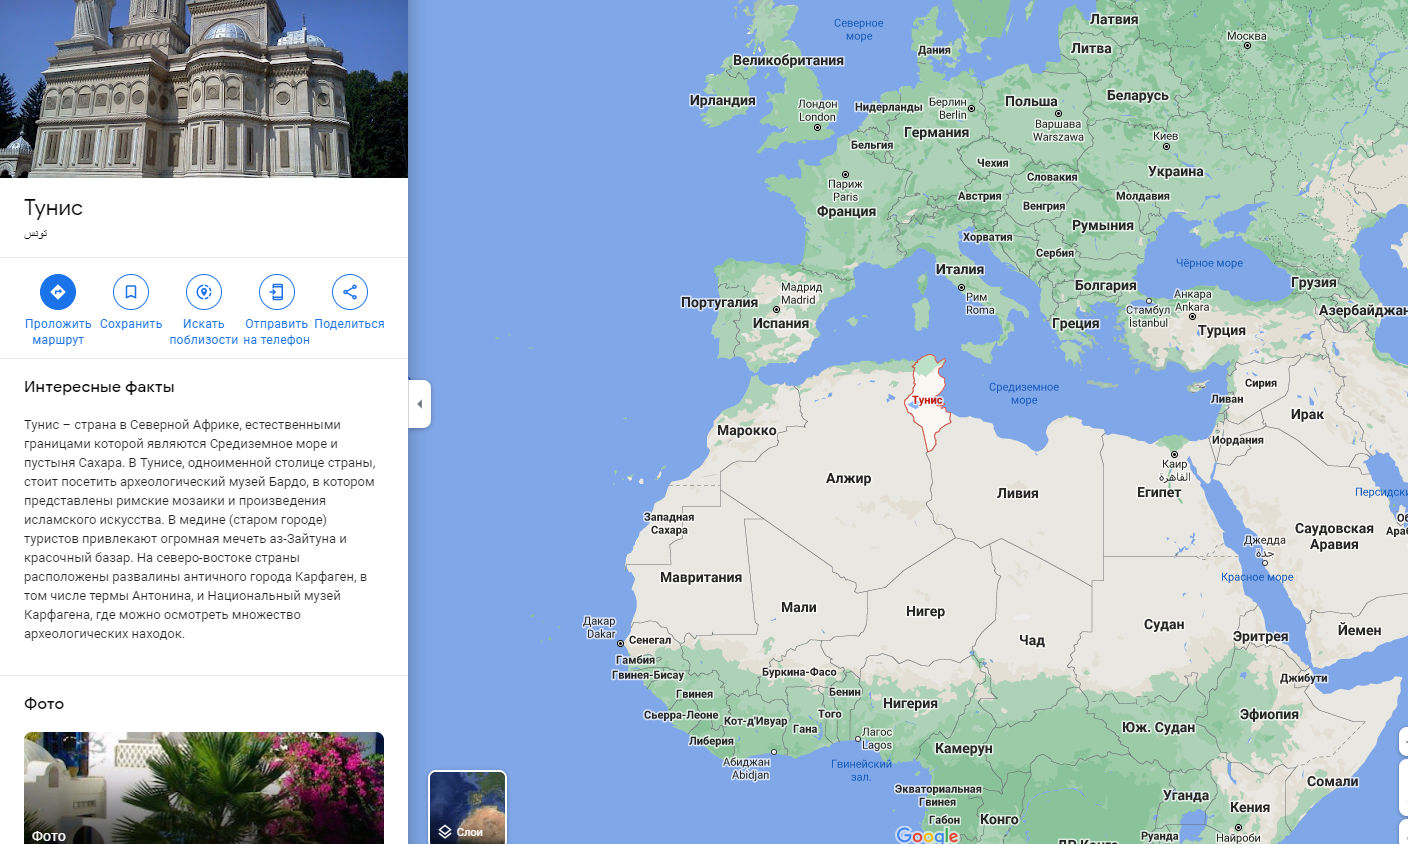 Тунис
تونس
Проложить
маршрут
Сохранить
Искать
поблизости
Отправить
на телефон
Поделиться
Интересные факты
Тунис – страна в Северной Африке, естественными
границами которой являются Средиземное море и
пустыня Сахара. В Тунисе, одноименной столице страны,
стоит посетить археологический музей Бардо, в котором
представлены римские мозаики и произведения
исламского искусства. В медине (старом городе)
туристов привлекают огромная мечеть аз-Зайтуна и
красочный базар. На северо-востоке страны
расположены развалины античного города Карфаген, в
том числе термы Антонина, и Национальный музей
Карфагена, где можно осмотреть множество
археологических находок.
Фото
Фото
Слои
Северное
море
Латвия
Москва
Дания
Литва
Великобритания
Ирландия
Лондон
London
Нидерланды
Берлин
Berlin
Польша
Беларусь
Варшава
Warszawa
Германия
Бельгия
Киев
Чехия
Украина
Словакия
Париж
Paris
Австрия
Венгрия
Молдавия
Франция
Румыния
Хорватия
Сербия
Чёрное море
Италия
Болгария
Грузия
Мадрид
Madrid
Португалия
Испания
Рим
Roma
Анкара
Ankara
Стамбул
İstanbul
Азербайджан
Греция
Турция
Тунис
Средиземное
море
Сирия
Ливан
Ирак
Марокко
Иордания
Каир
القاهرة
Алжир
Ливия
Египет
Персидски
Западная
Сахара
Саудовская
Аравия
Об
Араб
Джедда
جدة
Красное море
Мавритания
Мали
Нигер
Чад
Судан
Эритрея
Йемен
Дакар
Dakar
Сенегал
Гамбия
Гвинея-Бисау
Буркина-Фасо
Джибути
Гвинея
Бенин
Нигерия
Сьерра-Леоне
Кот-д'Ивуар
Того
Гана
Эфиопия
Юж. Судан
Либерия
Лагос
Lagos
Камерун
Абиджан
Abidjan
Гвинейский
зал.
Сомали
Экваториальная
Гвинея
Уганда
Кения
Габон
Конго
Google
Руанда
Найроби
ДР Конго